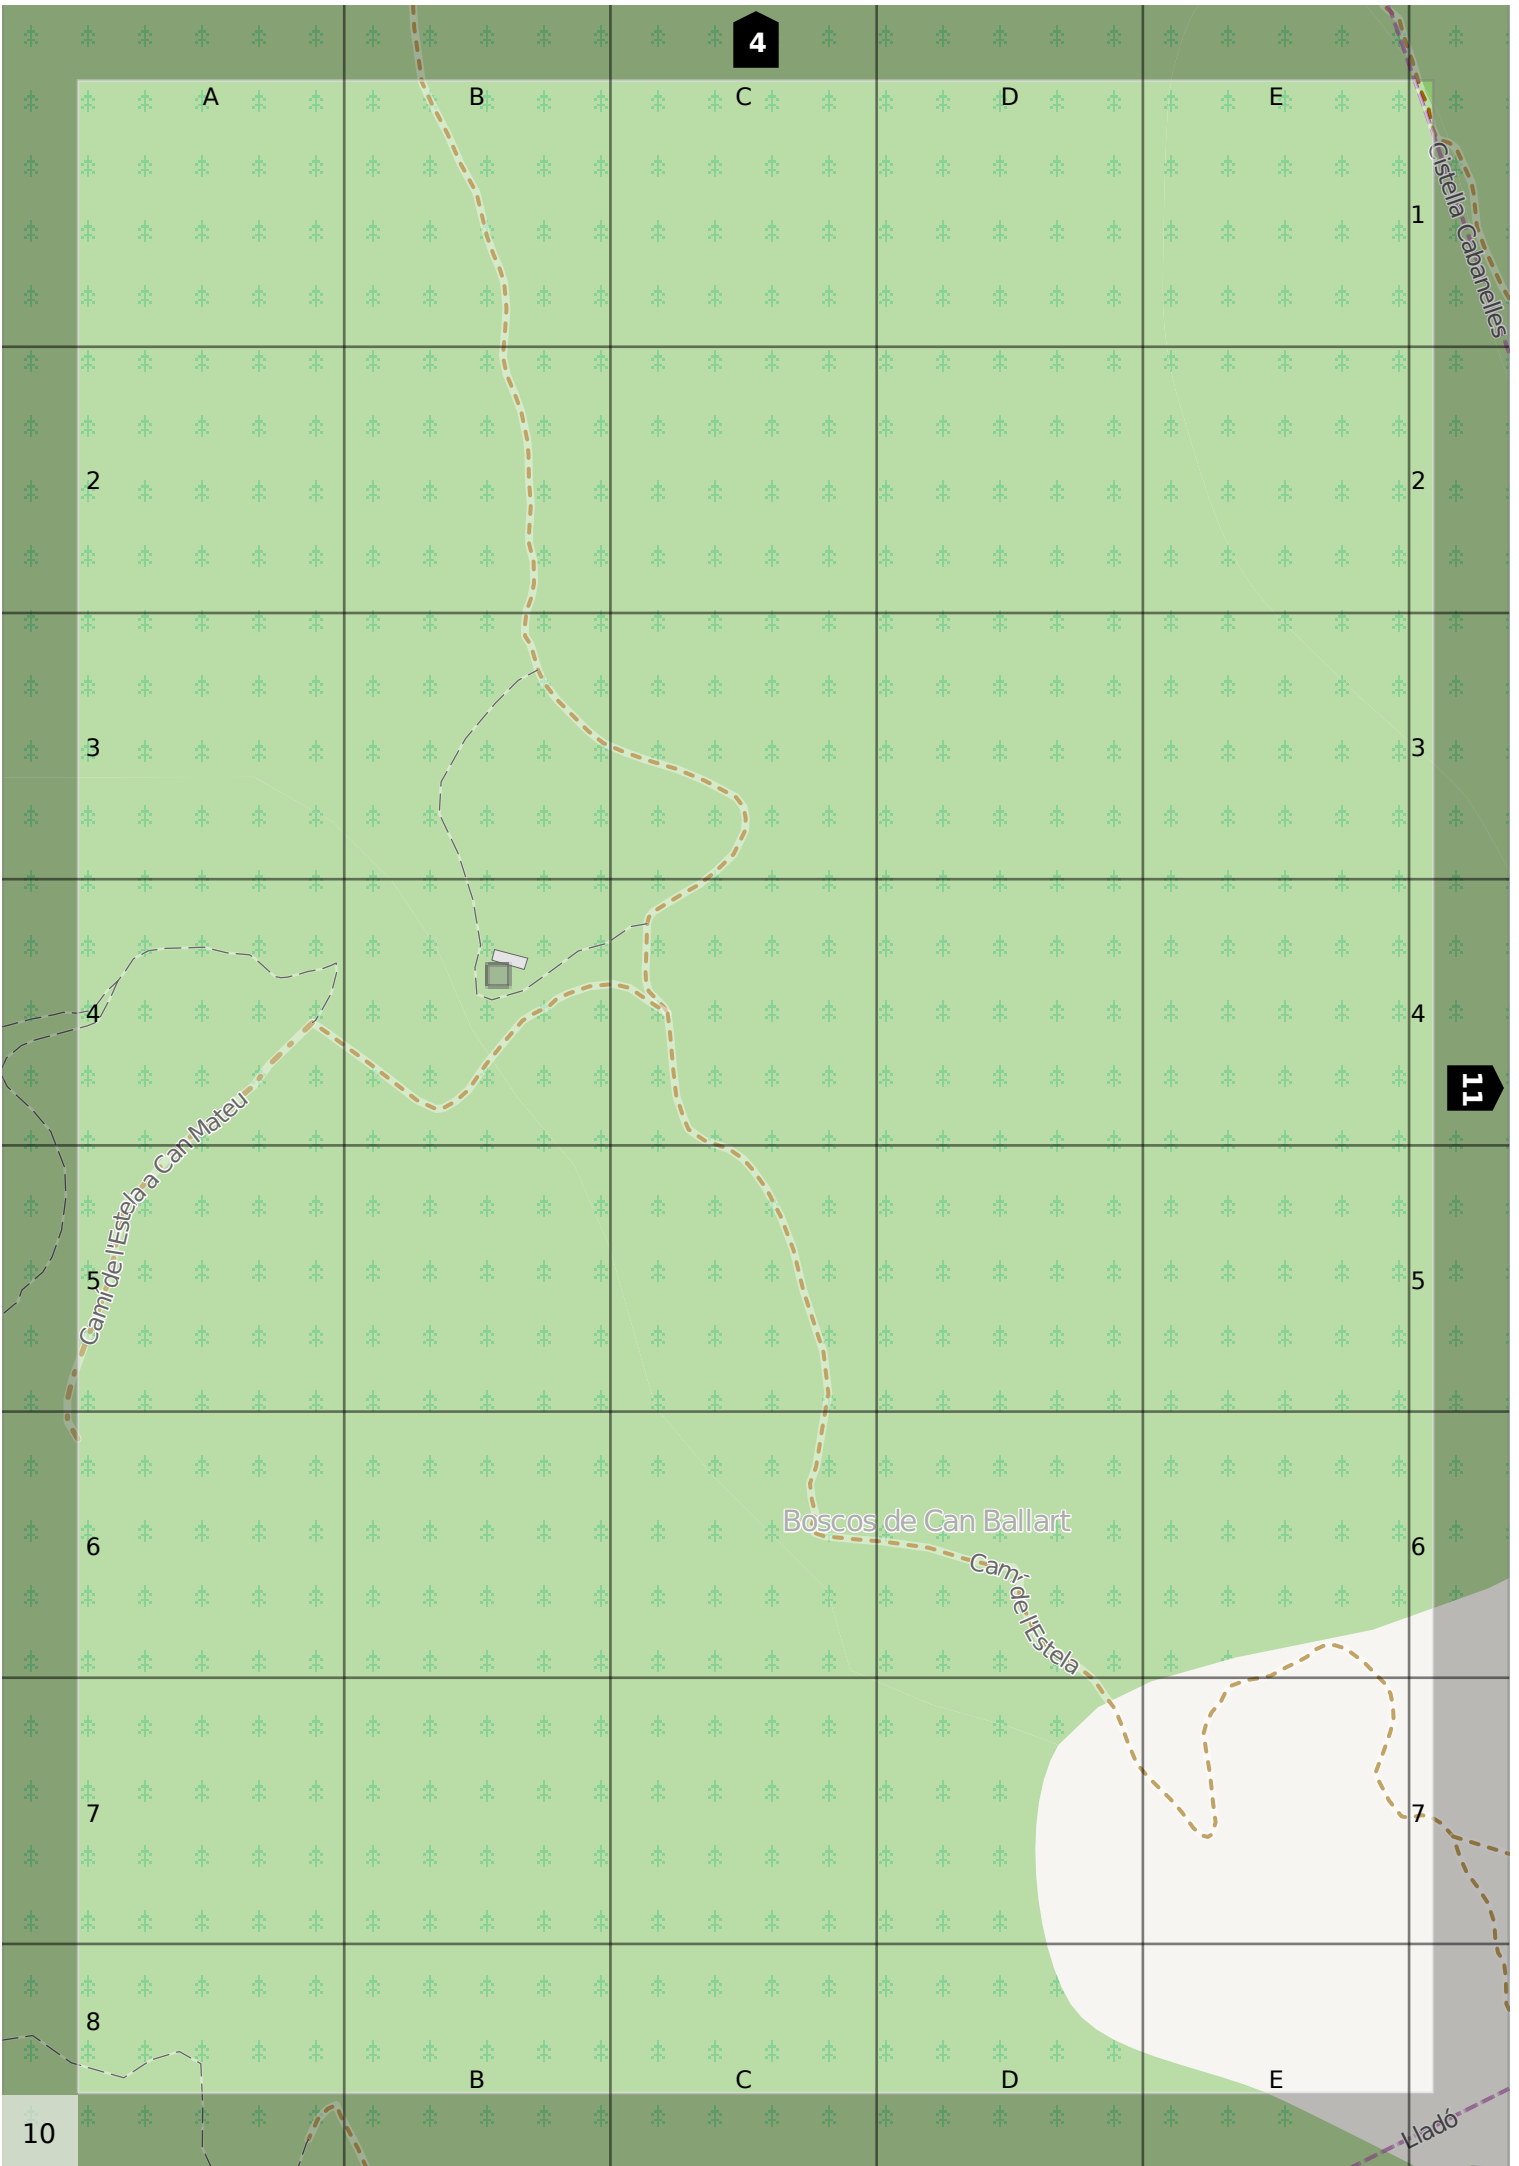 4
A B C D E
1
Cistella Cabanelles
2 2
3 3
4 4
11
Camí de l'Estela a Can Mateu
5 5
Boscos de Can Ballart
6 6
Camí de l'Estela
7 7
8
B C D E
10
Lladó